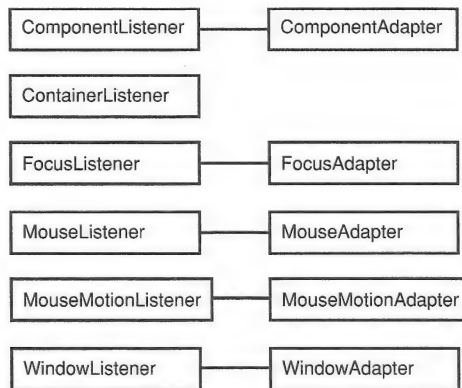 ComponentListener ComponentAdapter
ContainerListener
FocusListener FocusAdapter
MouseListener MouseAdapter
MouseMotionListener MouseMotionAdapter
WindowListener WindowAdapter